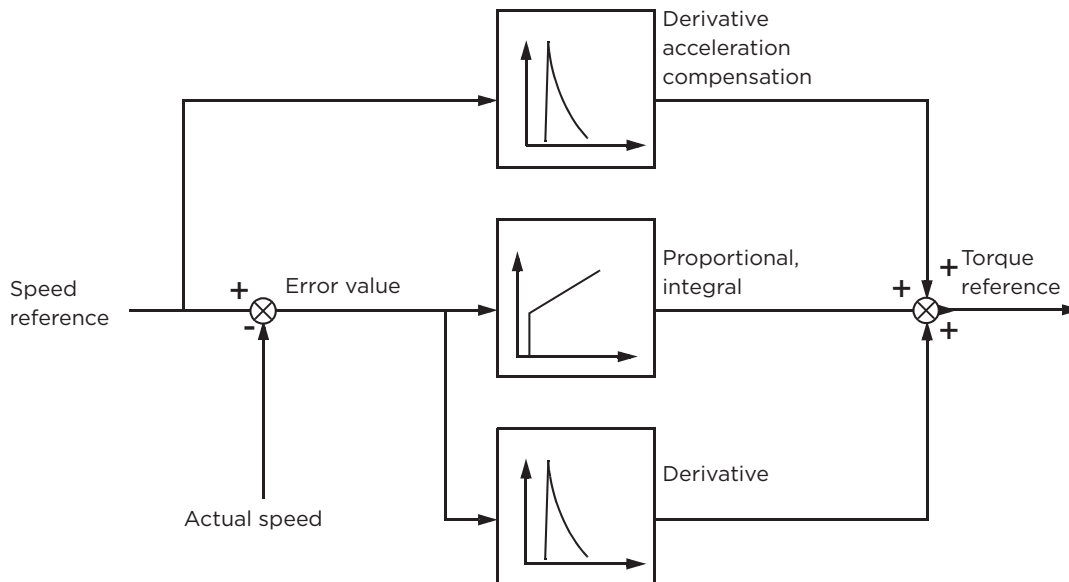 Derivative
acceleration
compensation
Speed
reference
+
-
Error value
Proportional,
integral
+
+
+
Torque
reference
Actual speed
Derivative